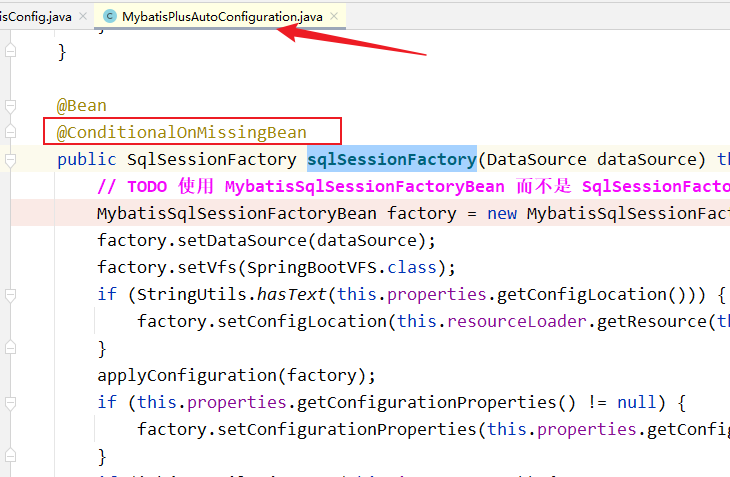 isConfig.java × MybatisPlusAutoConfiguration.java ×
}
@Bean
@ConditionalOnMissingBean
public SqlSessionFactory sqlSessionFactory(DataSource dataSource) th
// TODO 使用 MybatisSqlSessionFactoryBean 而不是 SqlSessionFacto
MybatisSqlSessionFactoryBean factory = new MybatisSqlSessionFact
factory.setDataSource(dataSource);
factory.setVfs(SpringBootVFS.class);
if (StringUtils.hasText(this.properties.getConfigLocation())) {
factory.setConfigLocation(this.resourceLoader.getResource(th
}
applyConfiguration(factory);
if (this.properties.getConfigurationProperties() != null) {
factory.setConfigurationProperties(this.properties.getConfig
}